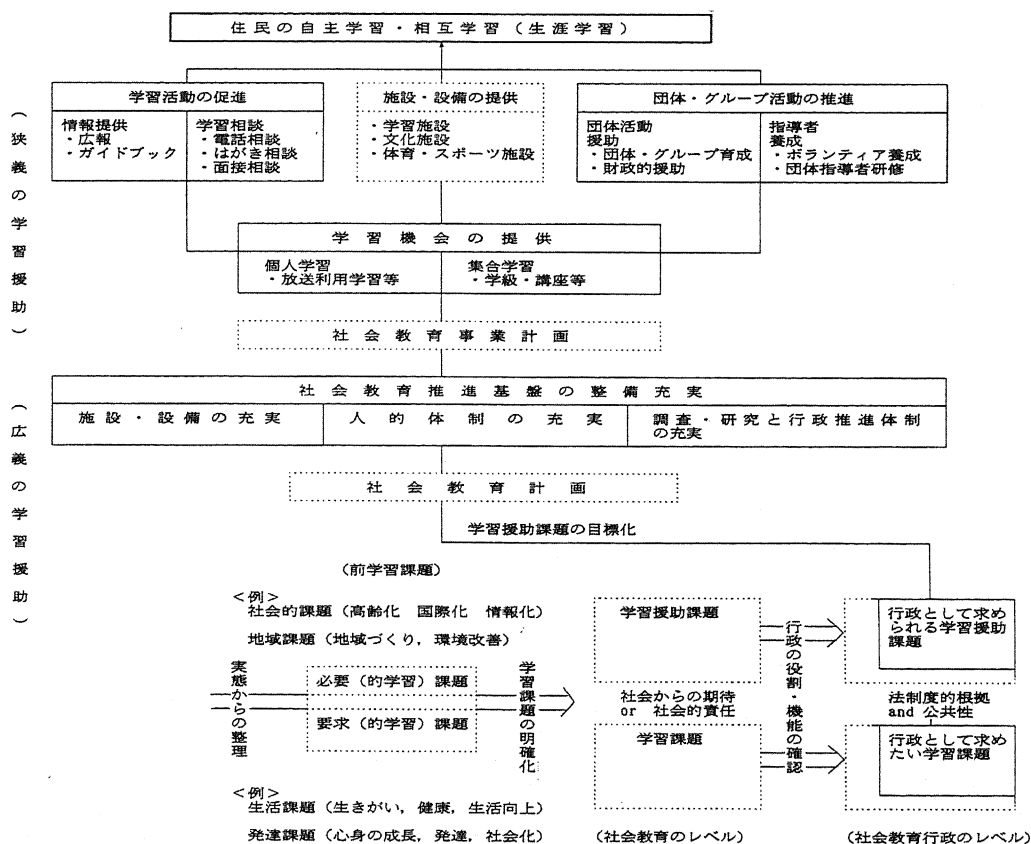 住民の自主学習・相互学習（生涯学習）
学習活動の促進
情報提供
・広報
・ガイドブック
学習相談
・電話相談
・はがき相談
・面接相談
施設・設備の提供
・学習施設
・文化施設
・体育・スポーツ施設
団体・グループ活動の推進
団体活動
援助
・団体・グループ育成
・財政的援助
指導者
養成
・ボランティア養成
・団体指導者研修
（狭義の学習援助）
学習機会の提供
個人学習
・放送利用学習等
集合学習
・学級・講座等
社会教育事業計画
社会教育推進基盤の整備充実
施設・設備の充実
人的体制の充実
調査・研究と行政推進体制
の充実
（広義の学習援助）
社会教育計画
学習援助課題の目標化
（前学習課題）
＜例＞
社会的課題（高齢化　国際化　情報化）
地域課題（地域づくり，環境改善）
実態からの整理
必要（的学習）課題
要求（的学習）課題
学習課題の明確化
＜例＞
生活課題（生きがい，健康，生活向上）
発達課題（心身の成長，発達，社会化）
学習援助課題
社会からの期待
or 社会的責任
学習課題
（社会教育のレベル）
行政の役割・機能の確認
行政として求め
られる学習援助
課題
法制度的根拠
and 公共性
行政として求め
たい学習課題
（社会教育行政のレベル）